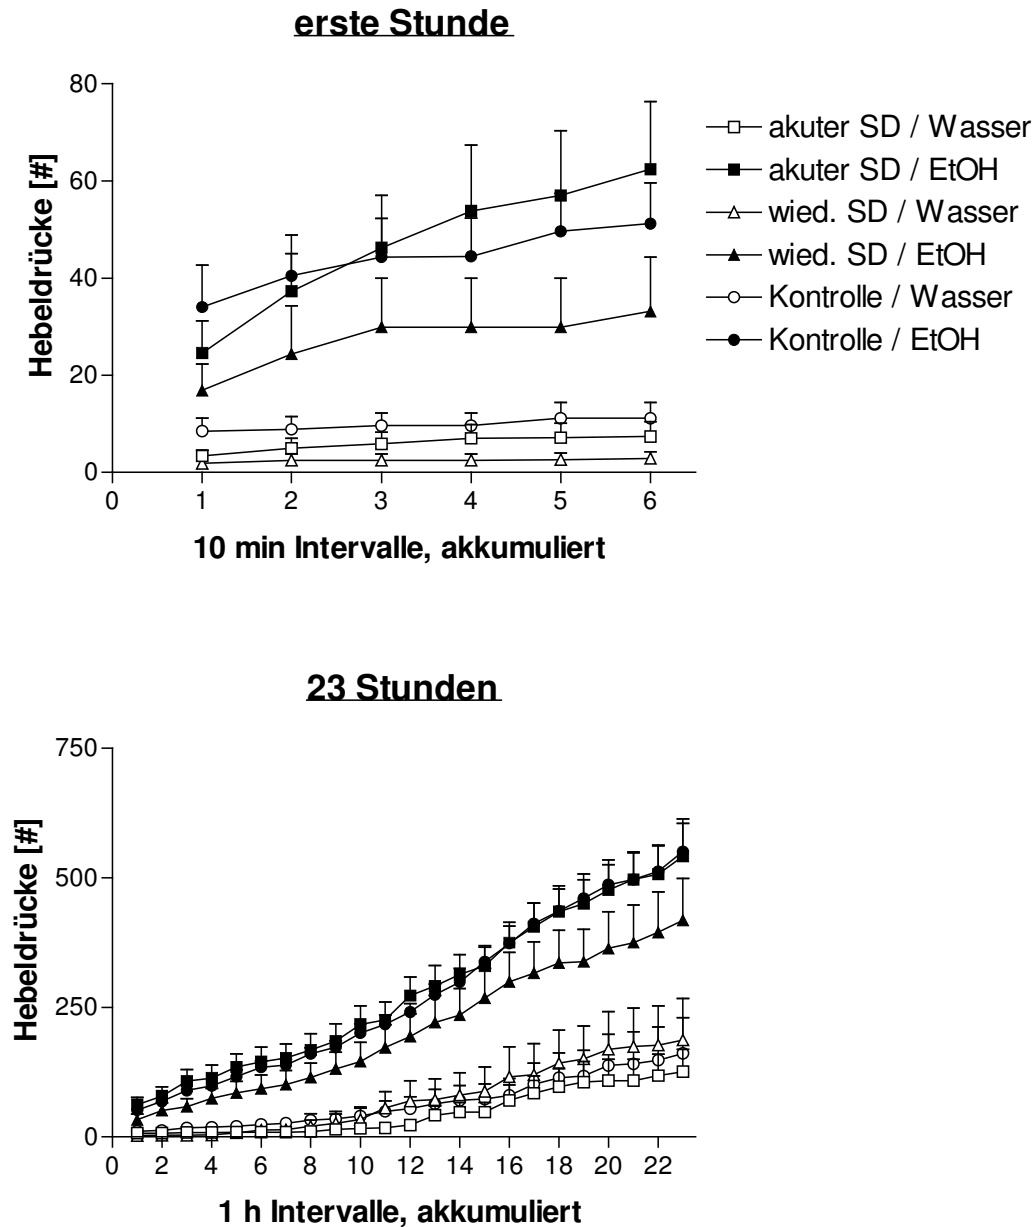 erste Stunde
80
60
40
20
0
Hebeldrücke [#]
0 1 2 3 4 5 6
10 min Intervalle, akkumuliert
akuter SD / Wasser
akuter SD / EtOH
wied. SD / Wasser
wied. SD / EtOH
Kontrolle / Wasser
Kontrolle / EtOH
23 Stunden
750
500
250
0
Hebeldrücke [#]
0 2 4 6 8 10 12 14 16 18 20 22
1 h Intervalle, akkumuliert